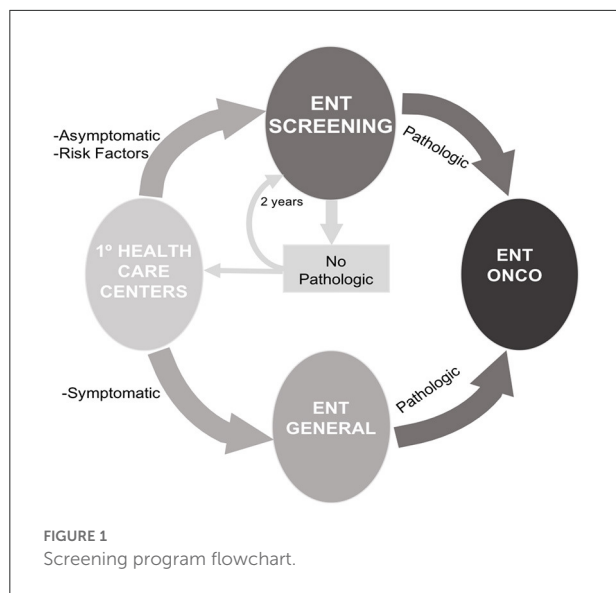 ENT
SCREENING
-Asymptomatic
-Risk Factors
Pathologic
2 years
1º HEALTH
CARE
CENTERS
No
Pathologic
ENT
ONCO
-Symptomatic
ENT
GENERAL
Pathologic
FIGURE 1
Screening program flowchart.